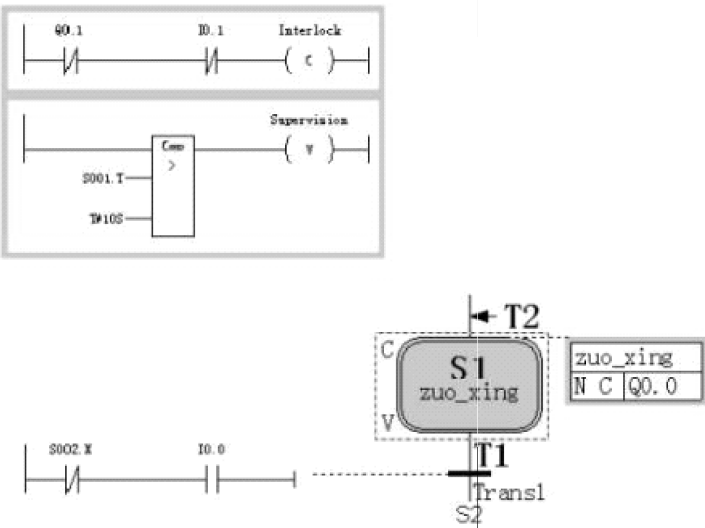 Q0.1 I0.1 Interlock
C
Supervision
Cmp
>
V
S001.T
T#10S
T2
C
S1
zuo_xing
V
zuo_xing
N C Q0.0
S002.X I0.0
T1
Trans1
S2